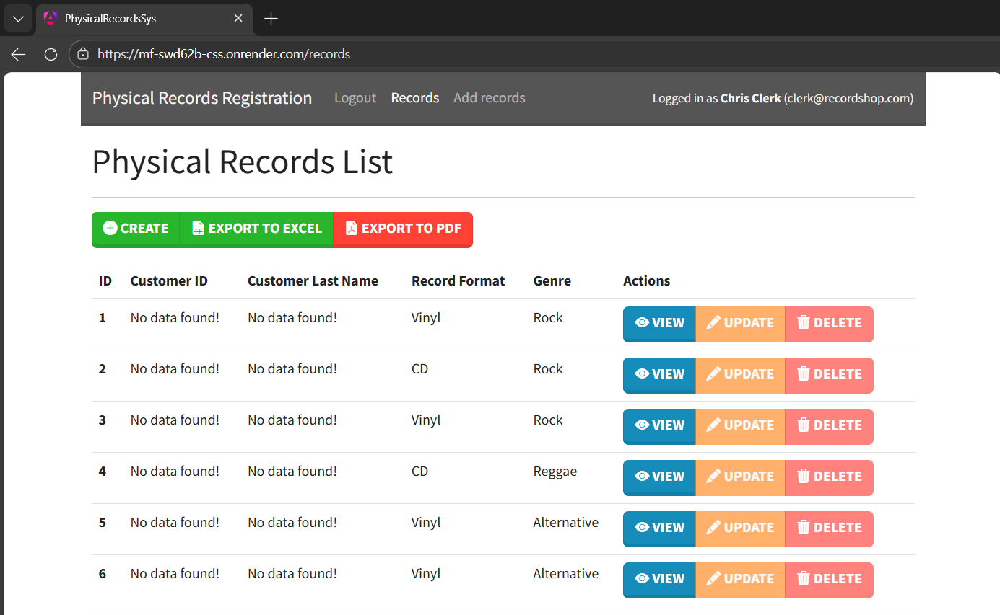 PhysicalRecordsSys
https://mf-swd62b-css.onrender.com/records
Physical Records Registration Logout Records Add records Logged in as Chris Clerk (clerk@recordshop.com)
Physical Records List
CREATE EXPORT TO EXCEL EXPORT TO PDF
ID Customer ID Customer Last Name Record Format Genre Actions
1 No data found! No data found! Vinyl Rock VIEW UPDATE DELETE
2 No data found! No data found! CD Rock VIEW UPDATE DELETE
3 No data found! No data found! Vinyl Rock VIEW UPDATE DELETE
4 No data found! No data found! CD Reggae VIEW UPDATE DELETE
5 No data found! No data found! Vinyl Alternative VIEW UPDATE DELETE
6 No data found! No data found! Vinyl Alternative VIEW UPDATE DELETE